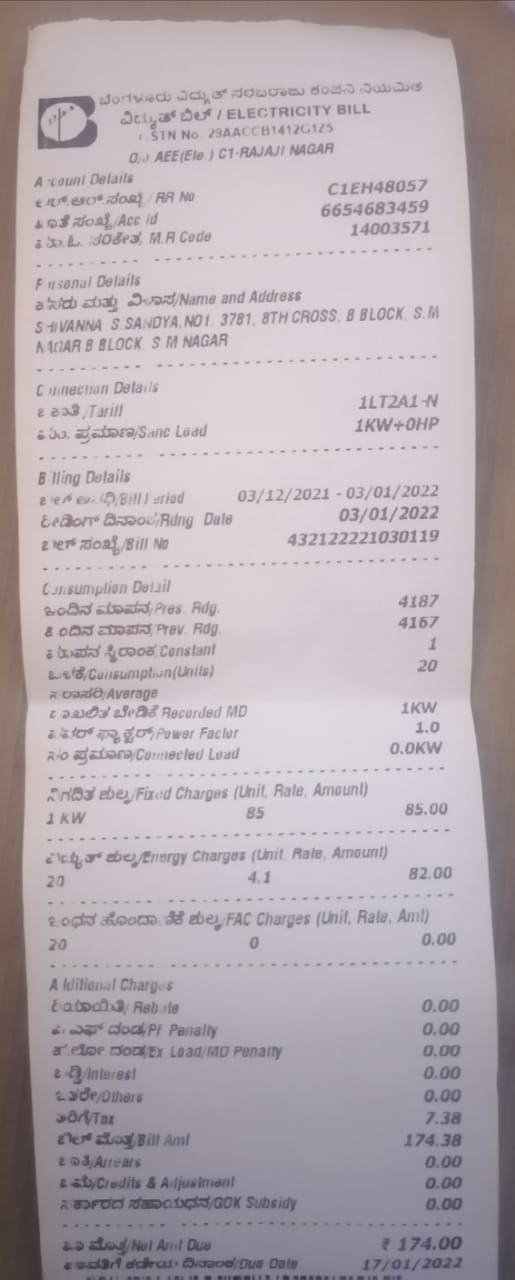 ಬೆಂಗಳೂರು ವಿದ್ಯುತ್ ಸರಬರಾಜು ಕಂಪನಿ ನಿಯಮಿತ
ವಿದ್ಯುತ್ ಬಿಲ್ / ELECTRICITY BILL
STN No. 29AACCB1412G1Z5
O/o AEE(Ele.) C1-RAJAJI NAGAR
Account Details
ಆರ್.ಆರ್ ಸಂಖ್ಯೆ/ RR No C1EH48057
ಖಾತೆ ಸಂಖ್ಯೆ/Acc id 6654683459
ಮಾ.ಓ. ಸಂಕೇತ, M.R Code 14003571
Personal Details
ಹೆಸರು ಮತ್ತು ವಿಳಾಸ/Name and Address
SHIVANNA S.SANDYA,NO1, 3781, 8TH CROSS, B BLOCK, S.M
NAGAR B BLOCK S.M NAGAR
Connection Details
ಜಕಾತಿ/Tariff 1LT2A1-N
ಮಂ. ಪ್ರಮಾಣ/Sanc Load 1KW+0HP
Billing Details
ಬಿಲ್ ಅವಧಿ/Bill Period 03/12/2021 - 03/01/2022
ರೀಡಿಂಗ್ ದಿನಾಂಕ/Rdng Date 03/01/2022
ಬಿಲ್ ಸಂಖ್ಯೆ/Bill No 432122221030119
Consumption Detail
ಇಂದಿನ ಮಾಪನ/Pres. Rdg. 4187
ಹಿಂದಿನ ಮಾಪನ/Prev. Rdg. 4167
ಮಾಪನ ಸ್ಥಿರಾಂಕ/Constant 1
ಬಳಕೆ/Consumption(Units) 20
ಸರಾಸರಿ/Average
ದಾಖಲಿತ ಬೇಡಿಕೆ Recorded MD 1KW
ಪವರ್ ಫ್ಯಾಕ್ಟರ್/Power Factor 1.0
ಸಂ ಪ್ರಮಾಣ/Connected Load 0.0KW
ನಿಗದಿತ ಶುಲ್ಕ/Fixed Charges (Unit, Rate, Amount)
1 KW 85 85.00
ವಿದ್ಯುತ್ ಶುಲ್ಕ/Energy Charges (Unit, Rate, Amount)
20 4.1 82.00
ಇಂಧನ ಹೊಂದಾಣಿಕೆ ಶುಲ್ಕ/FAC Charges (Unit, Rate, Amt)
20 0 0.00
Additional Charges
ರಿಯಾಯಿತಿ/ Rebate 0.00
ಪಿ. ಎಫ್ ದಂಡ/Pf Penalty 0.00
ಹೆ.ಲೋ ದಂಡ/Ex Load/MD Penalty 0.00
ಬಡ್ಡಿ/Interest 0.00
ಇತರೇ/Others 0.00
ತೆರಿಗೆ/Tax 7.38
ಬಿಲ್ ಮೊತ್ತ/Bill Amt 174.38
ಬಾಕಿ/Arrears 0.00
ಜಮೆ/Credits & Adjustment 0.00
ಸರ್ಕಾರದ ಸಹಾಯಧನ/GOK Subsidy 0.00
ಒಟ್ಟು ಮೊತ್ತ/Net Amt Due ₹ 174.00
ಪಾವತಿಗೆ ಕಡೇಯ ದಿನಾಂಕ/Due Date 17/01/2022